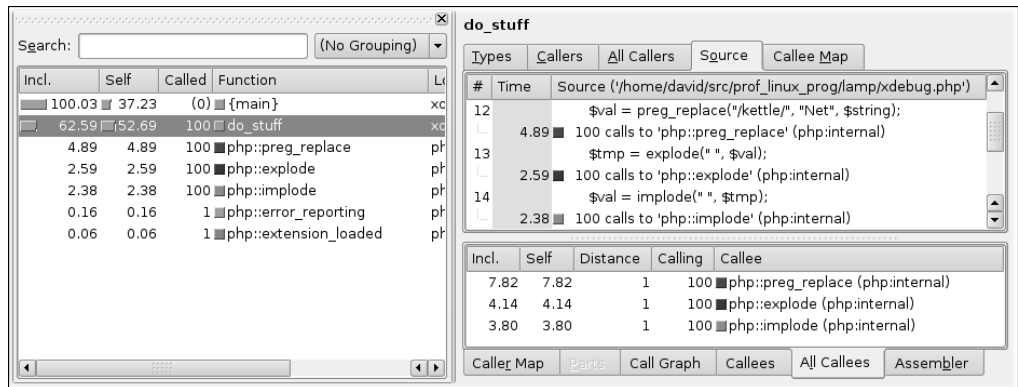 Search:
(No Grouping)
Incl. Self Called Function
100.03 37.23 (0) {main}
62.59 52.69 100 do_stuff
4.89 4.89 100 php::preg_replace
2.59 2.59 100 php::explode
2.38 2.38 100 php::implode
0.16 0.16 1 php::error_reporting
0.06 0.06 1 php::extension_loaded
do_stuff
Types Callers All Callers Source Callee Map
# Time Source ('/home/david/src/prof_linux_prog/lamp/xdebug.php')
12 $val = preg_replace("/kettle/", "Net", $string);
4.89 100 calls to 'php::preg_replace' (php:internal)
13 $tmp = explode(" ", $val);
2.59 100 calls to 'php::explode' (php:internal)
14 $val = implode(" ", $tmp);
2.38 100 calls to 'php::implode' (php:internal)
Incl. Self Distance Calling Callee
7.82 7.82 1 100 php::preg_replace (php:internal)
4.14 4.14 1 100 php::explode (php:internal)
3.80 3.80 1 100 php::implode (php:internal)
Caller Map Parts Call Graph Callees All Callees Assembler